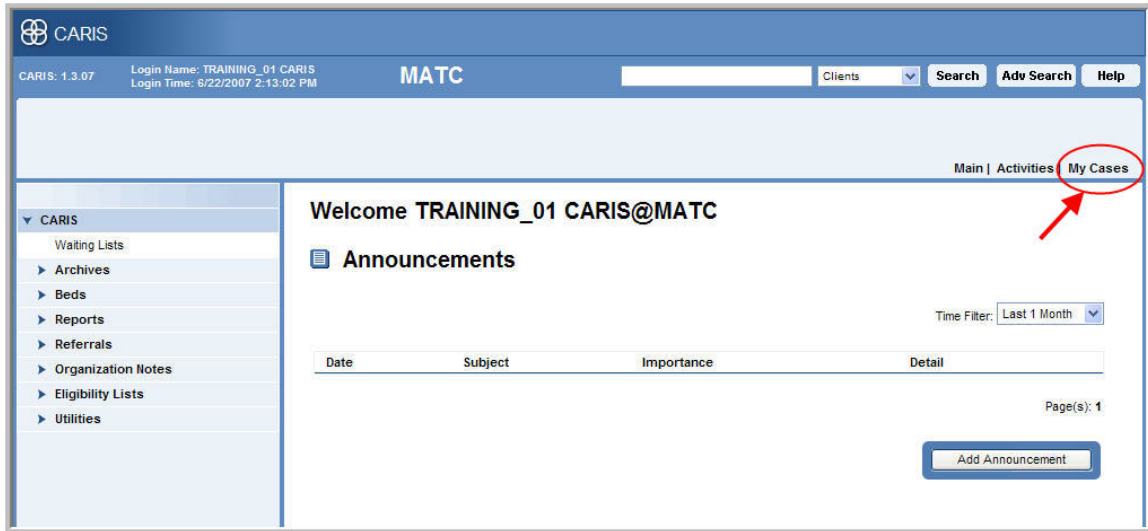 CARIS
CARIS: 1.3.07
Login Name: TRAINING_01 CARIS
Login Time: 6/22/2007 2:13:02 PM
MATC
Clients
Search
Adv Search
Help
Main | Activities | My Cases
CARIS
Waiting Lists
Archives
Beds
Reports
Referrals
Organization Notes
Eligibility Lists
Utilities
Welcome TRAINING_01 CARIS@MATC
Announcements
Time Filter: Last 1 Month
Date Subject Importance Detail
Page(s): 1
Add Announcement